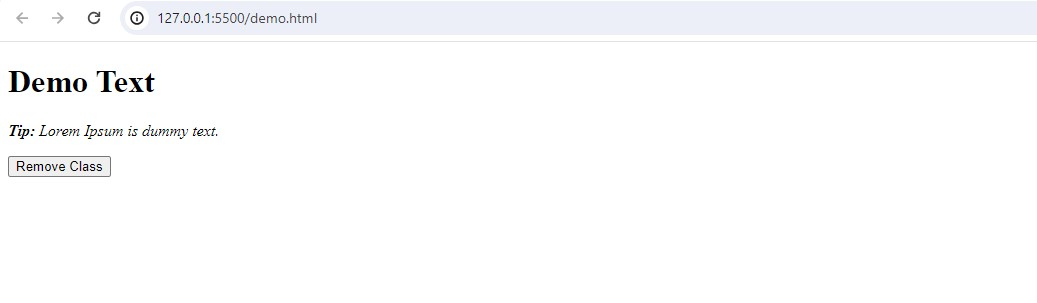 127.0.0.1:5500/demo.html
Demo Text
Tip: Lorem Ipsum is dummy text.
Remove Class